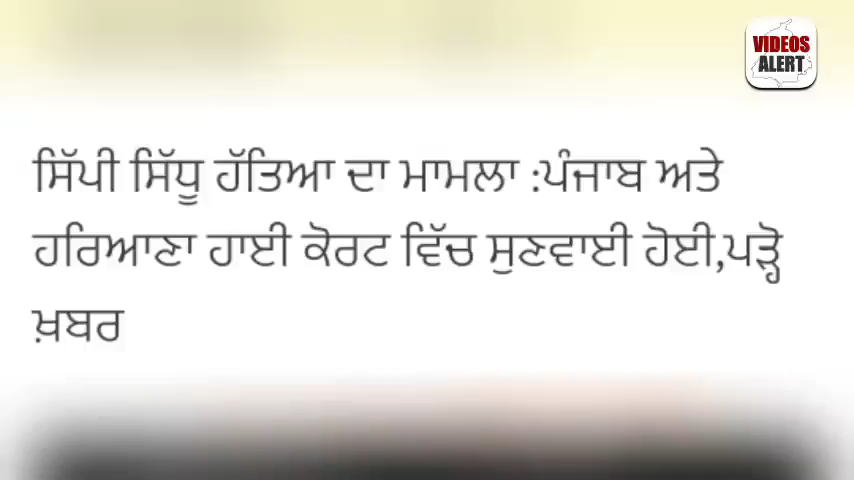 VIDEOS
ALERT
ਸਿੱਪੀ ਸਿੱਧੂ ਹੱਤਿਆ ਦਾ ਮਾਮਲਾ :ਪੰਜਾਬ ਅਤੇ
ਹਰਿਆਣਾ ਹਾਈ ਕੋਰਟ ਵਿੱਚ ਸੁਣਵਾਈ ਹੋਈ,ਪੜ੍ਹੋ
ਖ਼ਬਰ